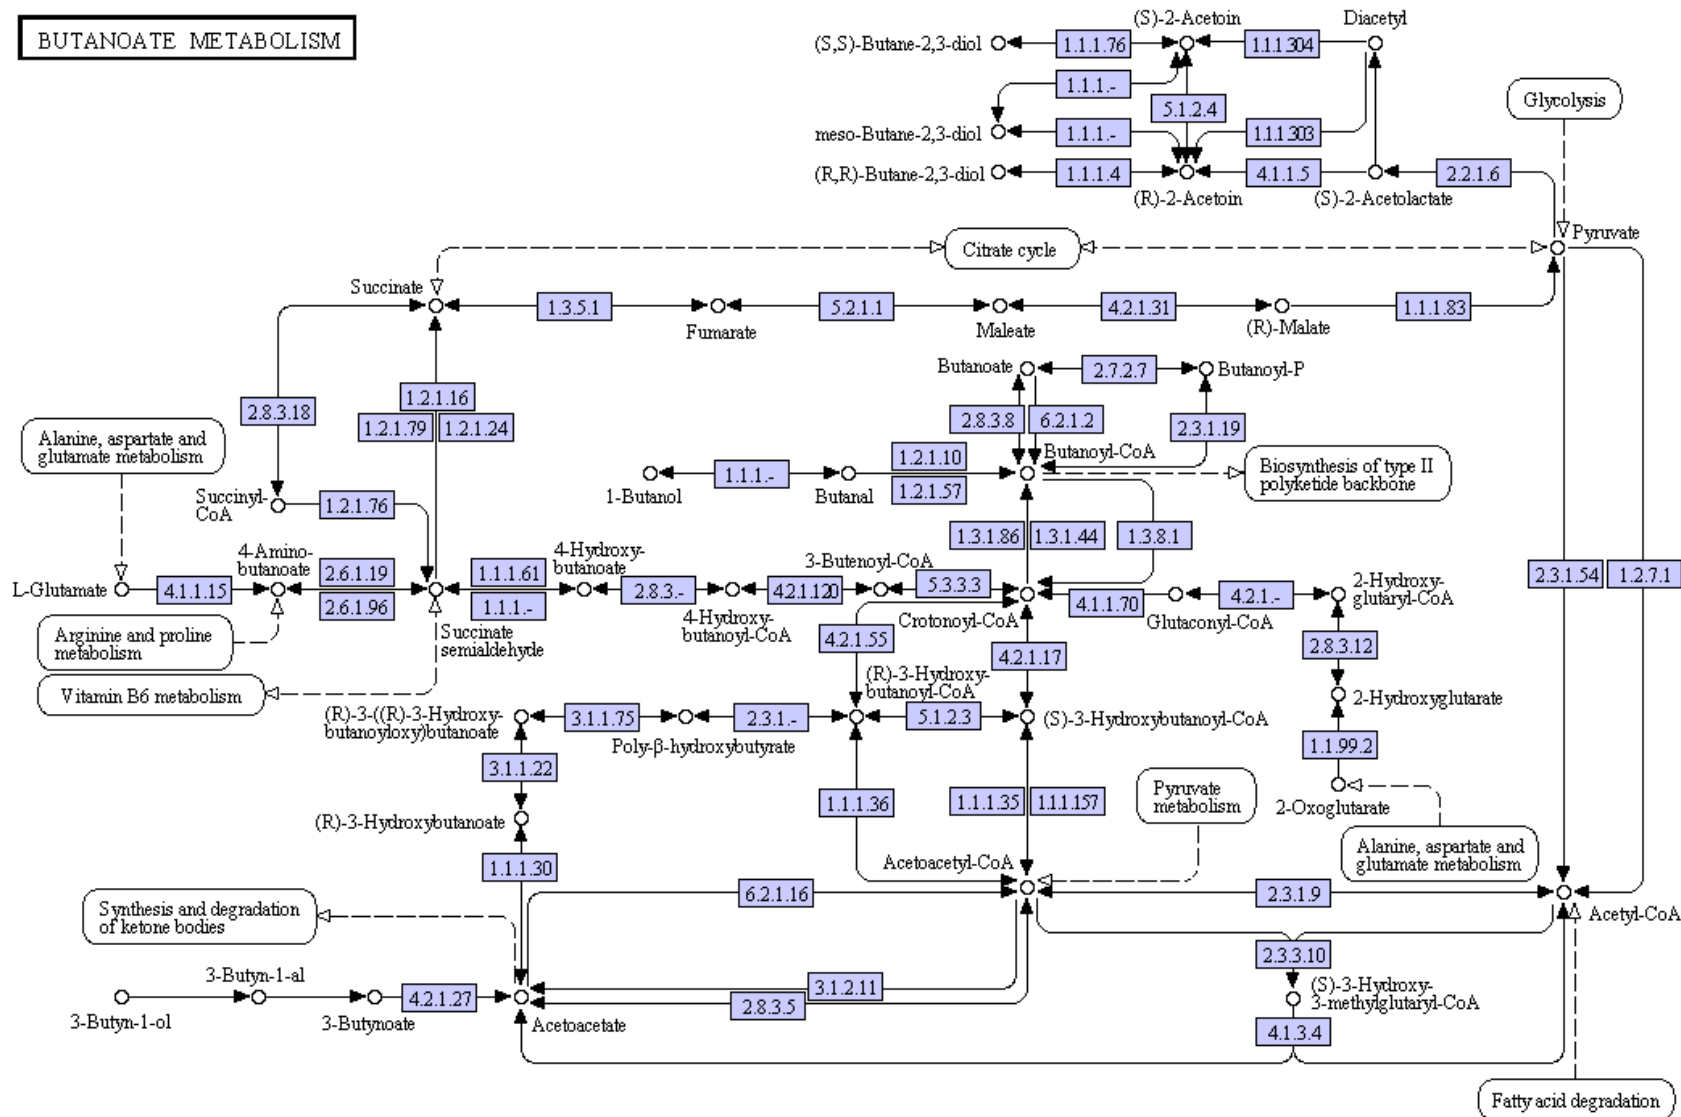 BUTANOATE METABOLISM
(S)-2-Acetoin
Diacetyl
(S,S)-Butane-2,3-diol
1.1.1.76
1.1.1.304
1.1.1.-
5.1.2.4
Glycolysis
meso-Butane-2,3-diol
1.1.1.-
1.1.1.303
(R,R)-Butane-2,3-diol
1.1.1.4
4.1.1.5
2.2.1.6
(R)-2-Acetoin
(S)-2-Acetolactate
Pyruvate
Citrate cycle
Succinate
1.3.5.1
5.2.1.1
4.2.1.31
1.1.1.83
Fumarate
Maleate
(R)-Malate
Butanoate
2.7.2.7
Butanoyl-P
1.2.1.16
2.8.3.18
1.2.1.79
1.2.1.24
2.8.3.8
6.2.1.2
2.3.1.19
Alanine, aspartate and
glutamate metabolism
Butanoyl-CoA
1.2.1.10
1.1.1.-
1-Butanol
Butanal
1.2.1.57
Biosynthesis of type II
polyketide backbone
Succinyl-
CoA
1.2.1.76
1.3.1.86
1.3.1.44
1.3.8.1
4-Amino-
butanoate
2.6.1.19
1.1.1.61
4-Hydroxy-
butanoate
3-Butenoyl-CoA
2.3.1.54
1.2.7.1
L-Glutamate
4.1.1.15
2.6.1.96
1.1.1.-
2.8.3.-
4.2.1.120
5.3.3.3
4.1.1.70
4.2.1.-
2-Hydroxy-
glutaryl-CoA
Arginine and proline
metabolism
Succinate
semialdehyde
4-Hydroxy-
butanoyl-CoA
Crotonoyl-CoA
Glutaconyl-CoA
4.2.1.55
4.2.1.17
2.8.3.12
Vitamin B6 metabolism
(R)-3-Hydroxy-
butanoyl-CoA
2-Hydroxyglutarate
(R)-3-((R)-3-Hydroxy-
butanoyloxy)butanoate
3.1.1.75
2.3.1.-
5.1.2.3
(S)-3-Hydroxybutanoyl-CoA
Poly-β-hydroxybutyrate
3.1.1.22
1.1.99.2
1.1.1.36
1.1.1.35
1.1.1.157
Pyruvate
metabolism
2-Oxoglutarate
(R)-3-Hydroxybutanoate
Alanine, aspartate and
glutamate metabolism
1.1.1.30
Acetoacetyl-CoA
6.2.1.16
2.3.1.9
Synthesis and degradation
of ketone bodies
Acetyl-CoA
2.3.3.10
3-Butyn-1-al
3.1.2.11
4.2.1.27
2.8.3.5
(S)-3-Hydroxy-
3-methylglutaryl-CoA
3-Butyn-1-ol
3-Butynoate
Acetoacetate
4.1.3.4
Fatty acid degradation